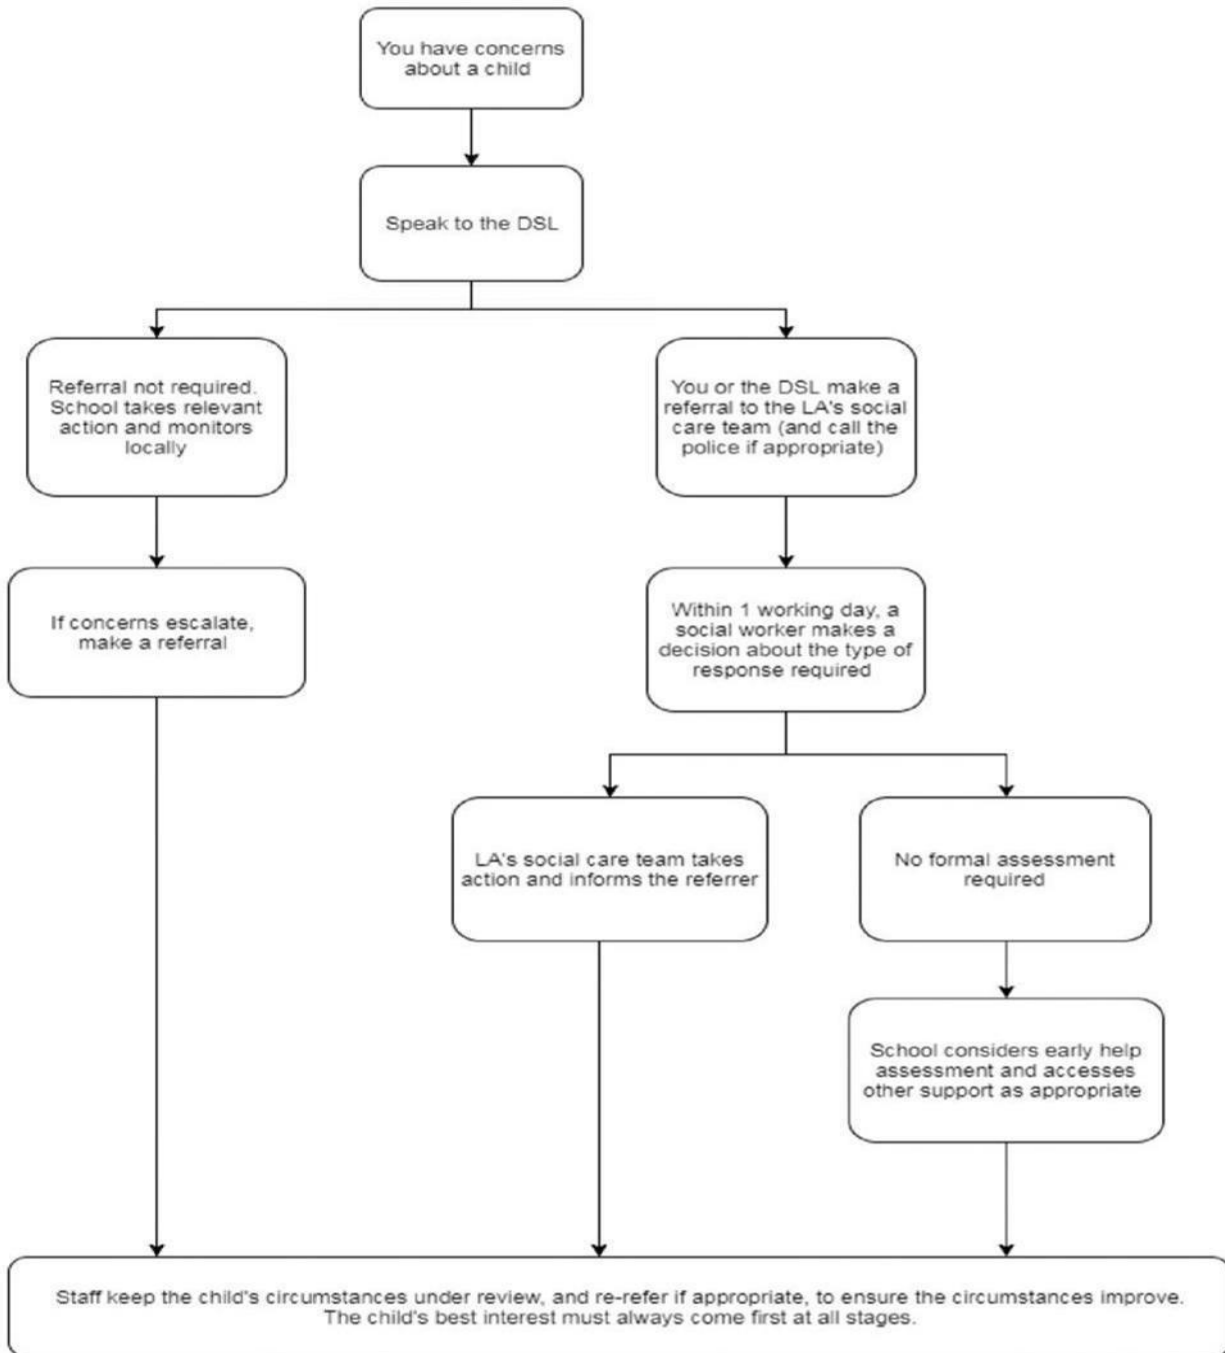 You have concerns
about a child
Speak to the DSL
Referral not required.
School takes relevant
action and monitors
locally
You or the DSL make a
referral to the LA's social
care team (and call the
police if appropriate)
If concerns escalate,
make a referral
Within 1 working day, a
social worker makes a
decision about the type of
response required
LA's social care team takes
action and informs the referrer
No formal assessment
required
School considers early help
assessment and accesses
other support as appropriate
Staff keep the child's circumstances under review, and re-refer if appropriate, to ensure the circumstances improve.
The child's best interest must always come first at all stages.